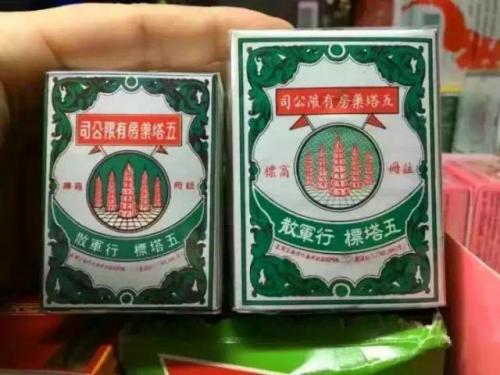 五塔藥房有限公司
註冊
商標
五塔標 行軍散
五塔藥房有限公司
註冊
商標
五塔標 行軍散